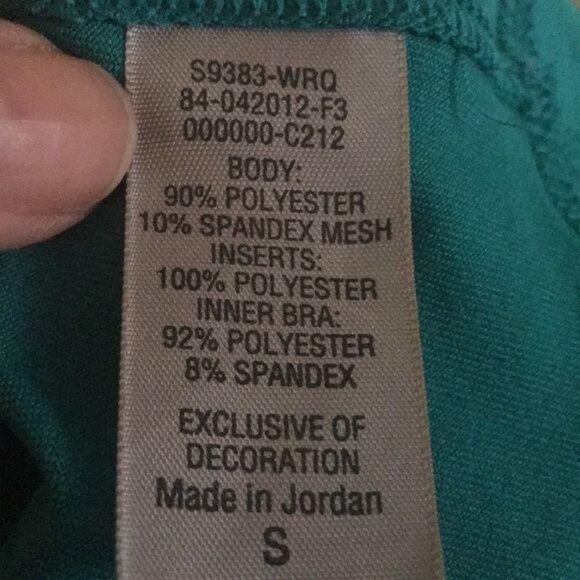 S9383-WRQ
84-042012-F3
000000-C212
BODY:
90% POLYESTER
10% SPANDEX MESH
INSERTS:
100% POLYESTER
INNER BRA:
92% POLYESTER
8% SPANDEX
EXCLUSIVE OF
DECORATION
Made in Jordan
S